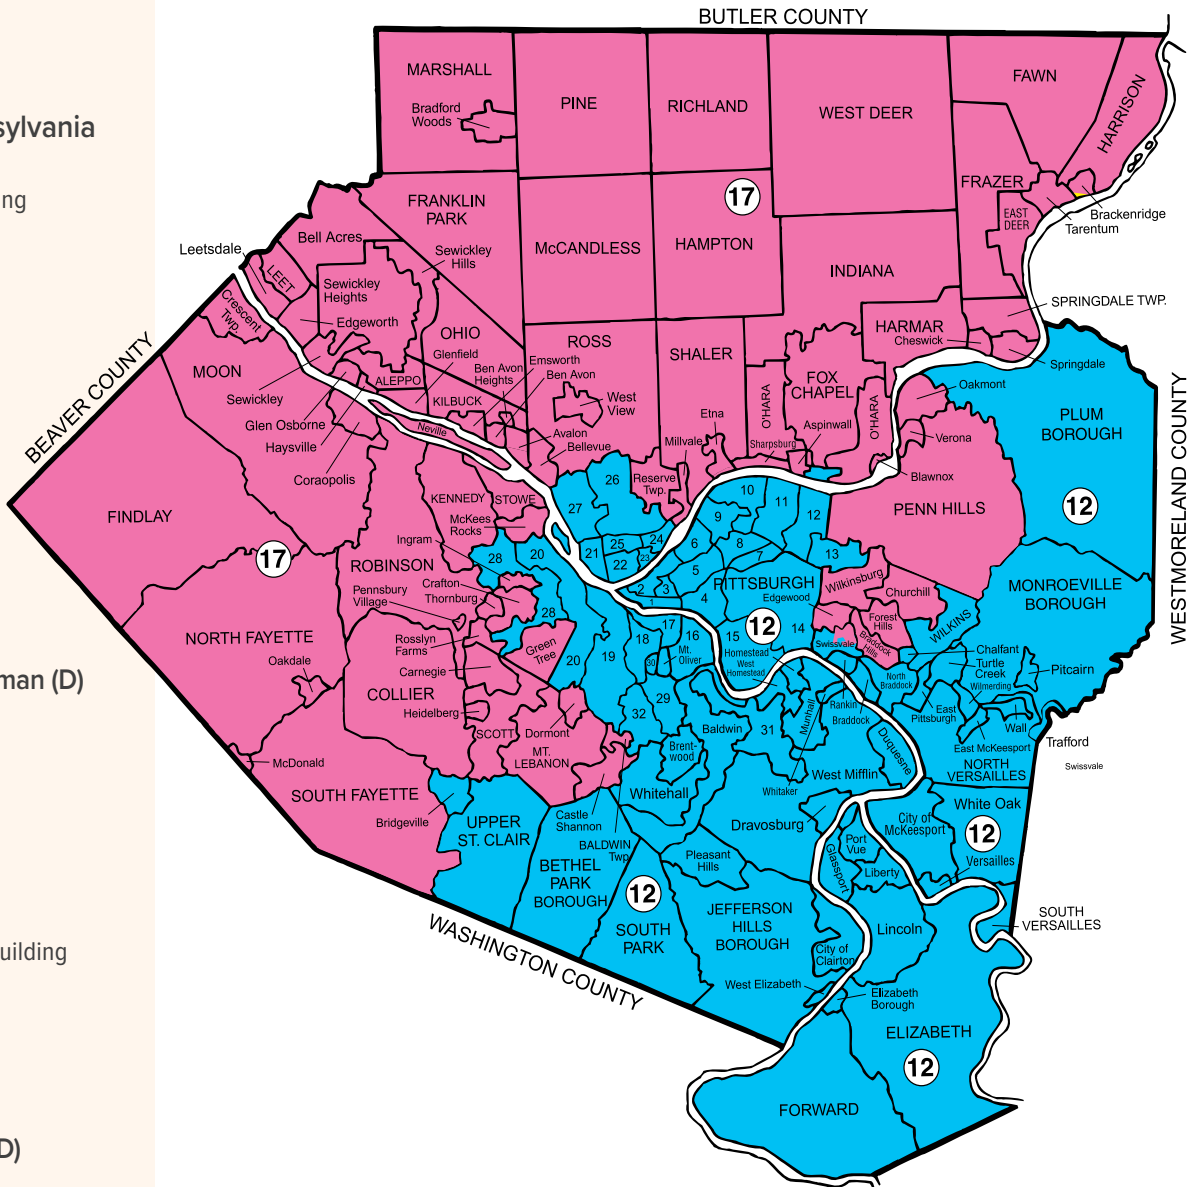 sylvania
ng
man (D)
uilding
D)
BUTLER COUNTY
MARSHALL
Bradford
Woods
PINE
RICHLAND
WEST DEER
FAWN
HARRISON
FRAZER
EAST
DEER
Brackenridge
Tarentum
17
FRANKLIN
PARK
Bell Acres
Leetsdale
LEET
Sewickley
Hills
Sewickley
Heights
Edgeworth
Crescent
Twp.
McCANDLESS
HAMPTON
INDIANA
SPRINGDALE TWP.
HARMAR
Cheswick
Springdale
BEAVER COUNTY
OHIO
ROSS
SHALER
MOON
Sewickley
Glen Osborne
Haysville
Coraopolis
ALEPPO
Glenfield
Ben Avon
Heights
Emsworth
Ben Avon
KILBUCK
Neville
Avalon
Bellevue
West
View
Etna
Millvale
Reserve
Twp.
O'HARA
FOX
CHAPEL
Aspinwall
Sharpsburg
O'HARA
Oakmont
Verona
Blawnox
PLUM
BOROUGH
12
PENN HILLS
WESTMORELAND COUNTY
FINDLAY
17
KENNEDY
STOWE
McKees
Rocks
Ingram
ROBINSON
Crafton
Thornburg
Pennsbury
Village
Rosslyn
Farms
Carnegie
NORTH FAYETTE
Oakdale
COLLIER
Heidelberg
SCOTT
Green
Tree
Dormont
MT.
LEBANON
McDonald
SOUTH FAYETTE
Bridgeville
Castle
Shannon
BALDWIN
Twp.
26
27
10
11
9
12
8
13
7
6
5
24
25
23
21
22
20
28
28
20
19
2
3
1
4
PITTSBURGH
12
14
15
16
17
18
30
29
32
31
Mt.
Oliver
Edgewood
Wilkinsburg
Churchill
Forest
Hills
Braddock
Hills
Swissvale
WILKINS
MONROEVILLE
BOROUGH
Chalfant
Turtle
Creek
Wilmerding
Pitcairn
North
Braddock
East
Pittsburgh
Wall
East McKeesport
Trafford
Swissvale
NORTH
VERSAILLES
Homestead
West
Homestead
Munhall
Rankin
Braddock
Duquesne
Whitaker
West Mifflin
Baldwin
Brent-
wood
Whitehall
UPPER
ST. CLAIR
BETHEL
PARK
BOROUGH
12
SOUTH
PARK
Pleasant
Hills
Dravosburg
Glassport
Port
Vue
Liberty
City of
McKeesport
White Oak
12
Versailles
SOUTH
VERSAILLES
JEFFERSON
HILLS
BOROUGH
City of
Clairton
Lincoln
West Elizabeth
Elizabeth
Borough
ELIZABETH
12
FORWARD
WASHINGTON COUNTY